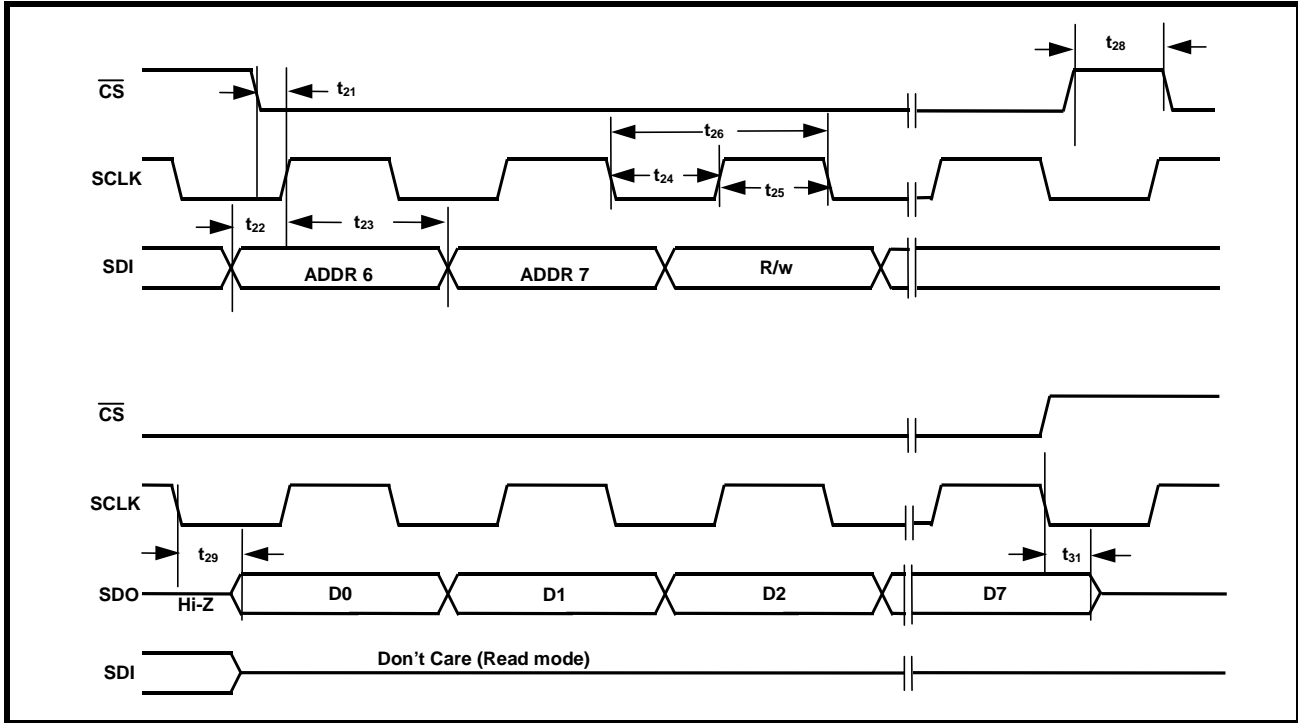 t28
CS
t21
t26
SCLK
t24
t25
t22
t23
SDI
ADDR 6
ADDR 7
R/w
CS
SCLK
t29
t31
SDO
Hi-Z
D0
D1
D2
D7
SDI
Don't Care (Read mode)